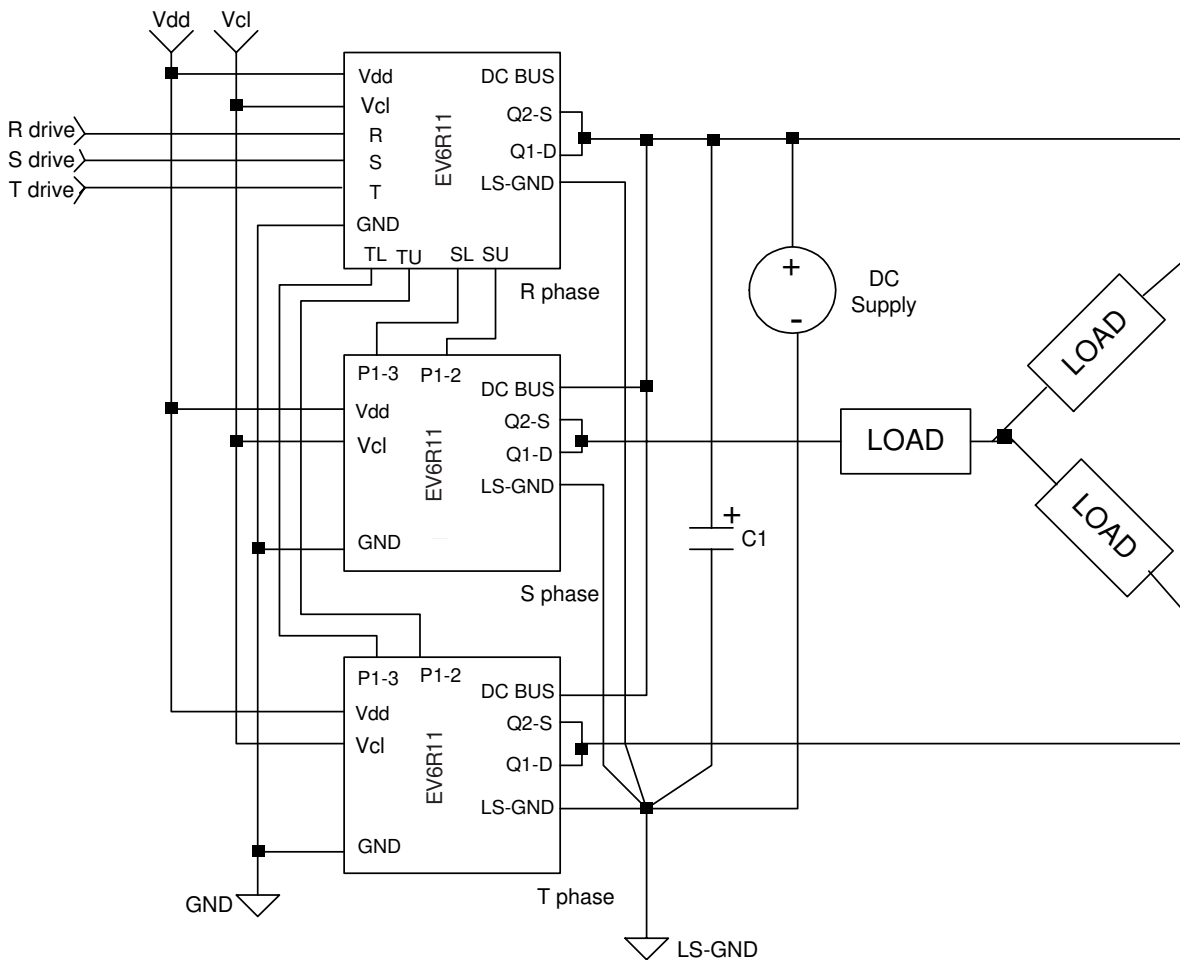 Vdd
Vcl
R drive
S drive
T drive
Vdd
Vcl
R
S
T
GND
TL
TU
SL
SU
EV6R11
DC BUS
Q2-S
Q1-D
LS-GND
R phase
P1-3
P1-2
Vdd
Vcl
GND
EV6R11
DC BUS
Q2-S
Q1-D
LS-GND
S phase
P1-3
P1-2
Vdd
Vcl
GND
EV6R11
DC BUS
Q2-S
Q1-D
LS-GND
T phase
GND
LS-GND
+
-
DC
Supply
+
C1
LOAD
LOAD
LOAD